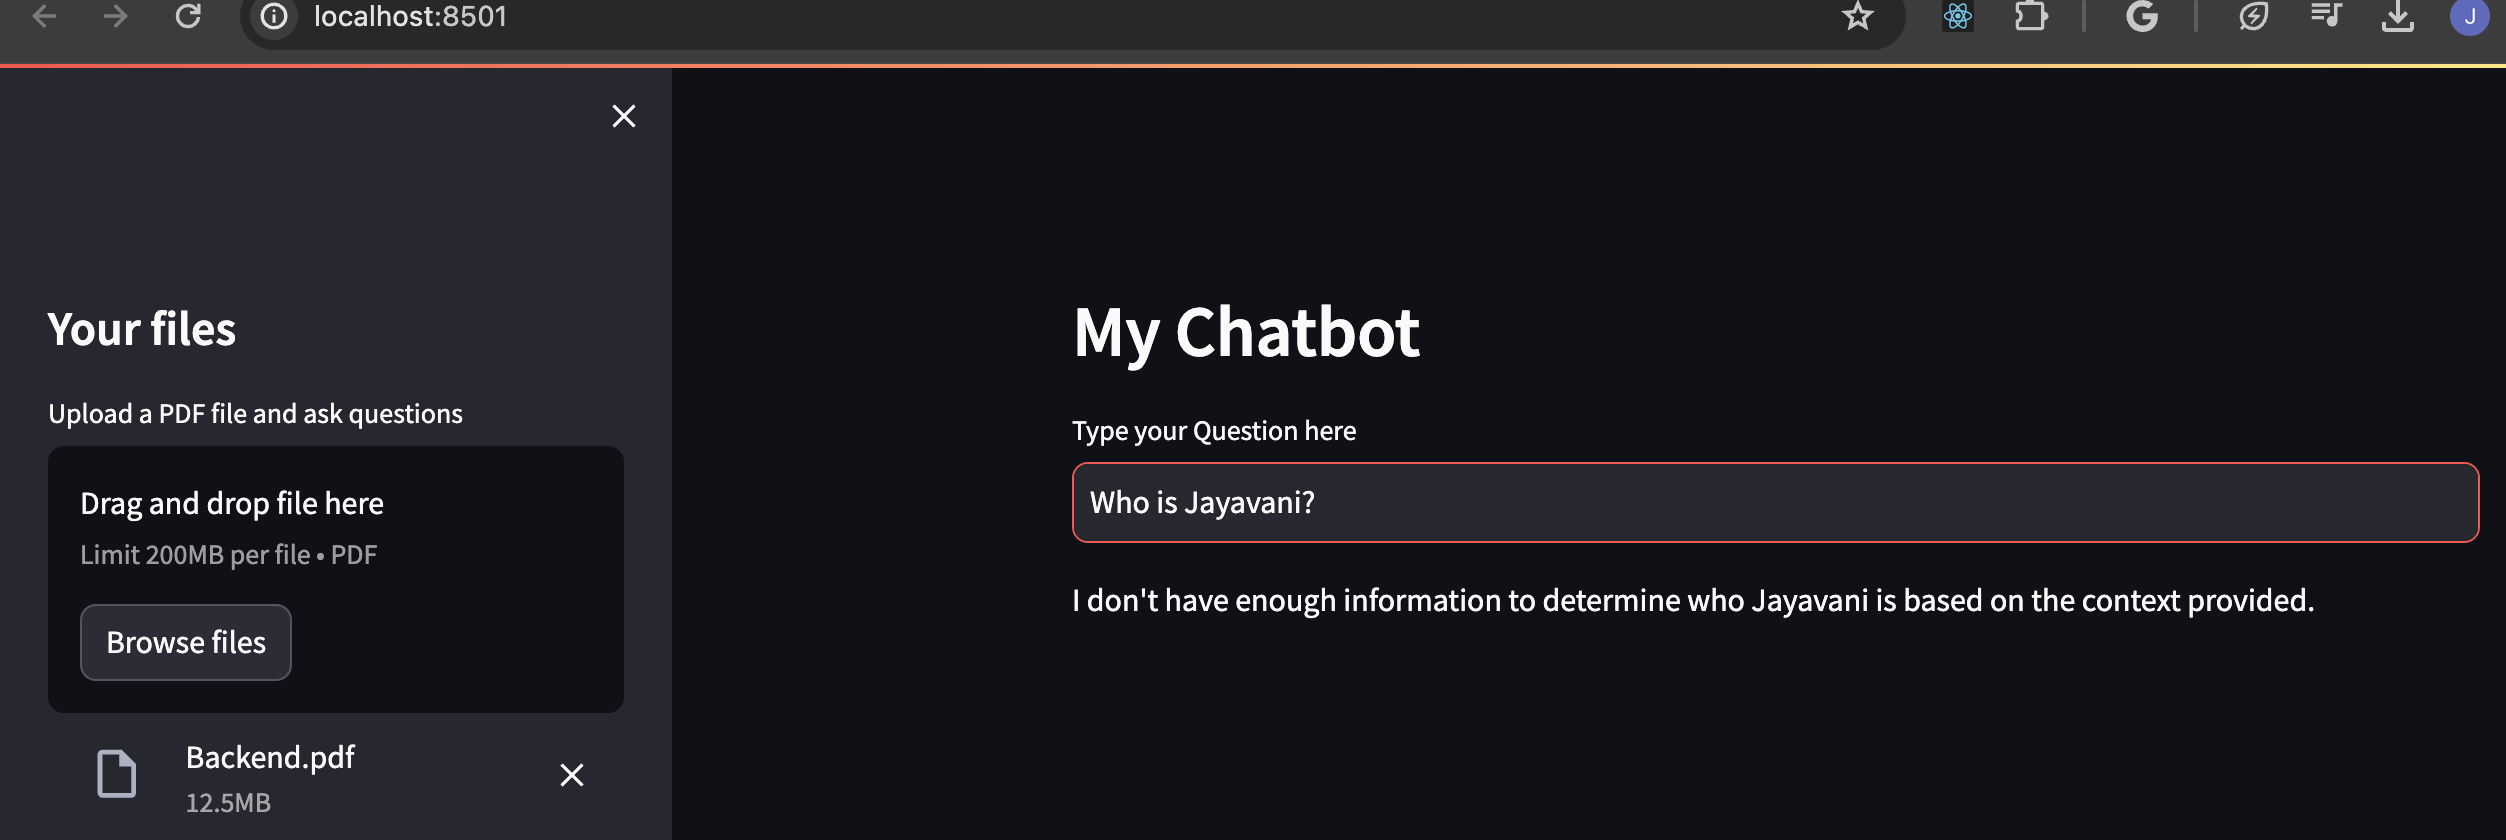 localhost:8501
J
Your files
Upload a PDF file and ask questions
Drag and drop file here
Limit 200MB per file • PDF
Browse files
Backend.pdf
12.5MB
My Chatbot
Type your Question here
Who is Jayavani?
I don't have enough information to determine who Jayavani is based on the context provided.